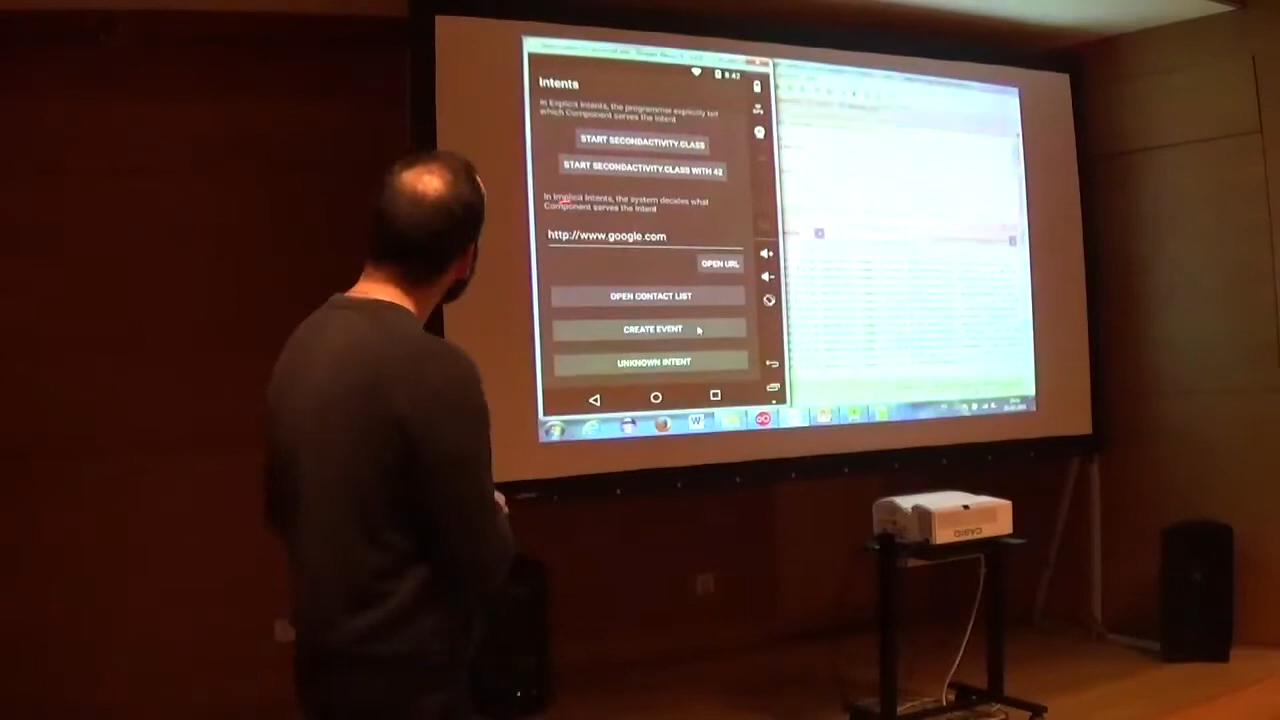 8:42
Intents
In Explicit Intents, the programmer explicitly tell
which Component serves the intent
START SECONDACTIVITY.CLASS
START SECONDACTIVITY.CLASS WITH 42
In Implicit Intents, the system decides what
Component serves the intent
http://www.google.com
OPEN URL
OPEN CONTACT LIST
CREATE EVENT
UNKNOWN INTENT
W
CASIO